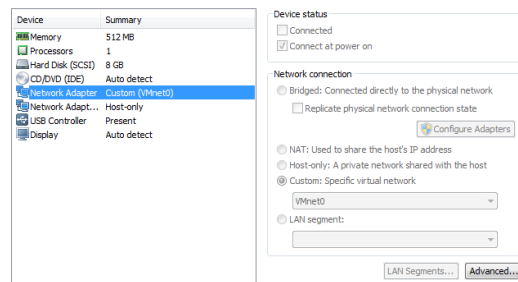 Device Summary
Memory 512 MB
Processors 1
Hard Disk (SCSI) 8 GB
CD/DVD (IDE) Auto detect
Network Adapter Custom (VMnet0)
Network Adapt... Host-only
USB Controller Present
Display Auto detect
Device status
Connected
Connect at power on
Network connection
Bridged: Connected directly to the physical network
Replicate physical network connection state
Configure Adapters
NAT: Used to share the host's IP address
Host-only: A private network shared with the host
Custom: Specific virtual network
VMnet0
LAN segment:
LAN Segments... Advanced...